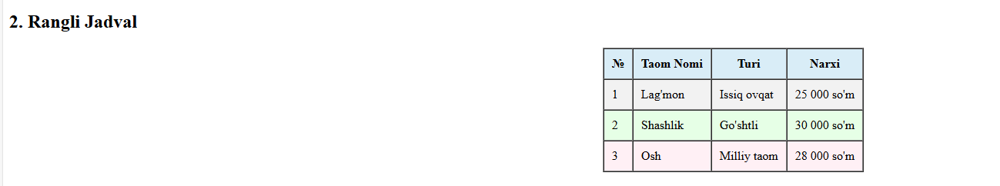 2. Rangli Jadval
№ Taom Nomi Turi Narxi
1 Lag'mon Issiq ovqat 25 000 so'm
2 Shashlik Go'shtli 30 000 so'm
3 Osh Milliy taom 28 000 so'm